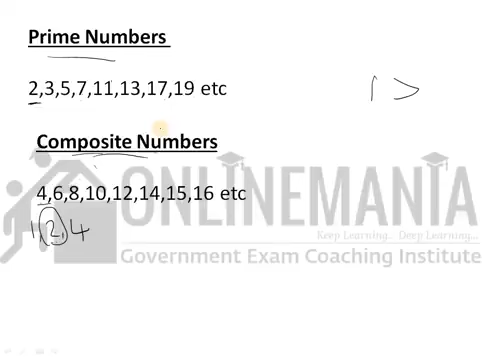 Prime Numbers
2,3,5,7,11,13,17,19 etc
1 >
Composite Numbers
4,6,8,10,12,14,15,16 etc
1,2,4
ONLINEMANIA
Keep Learning.. Deep Learning...
Government Exam Coaching Institute